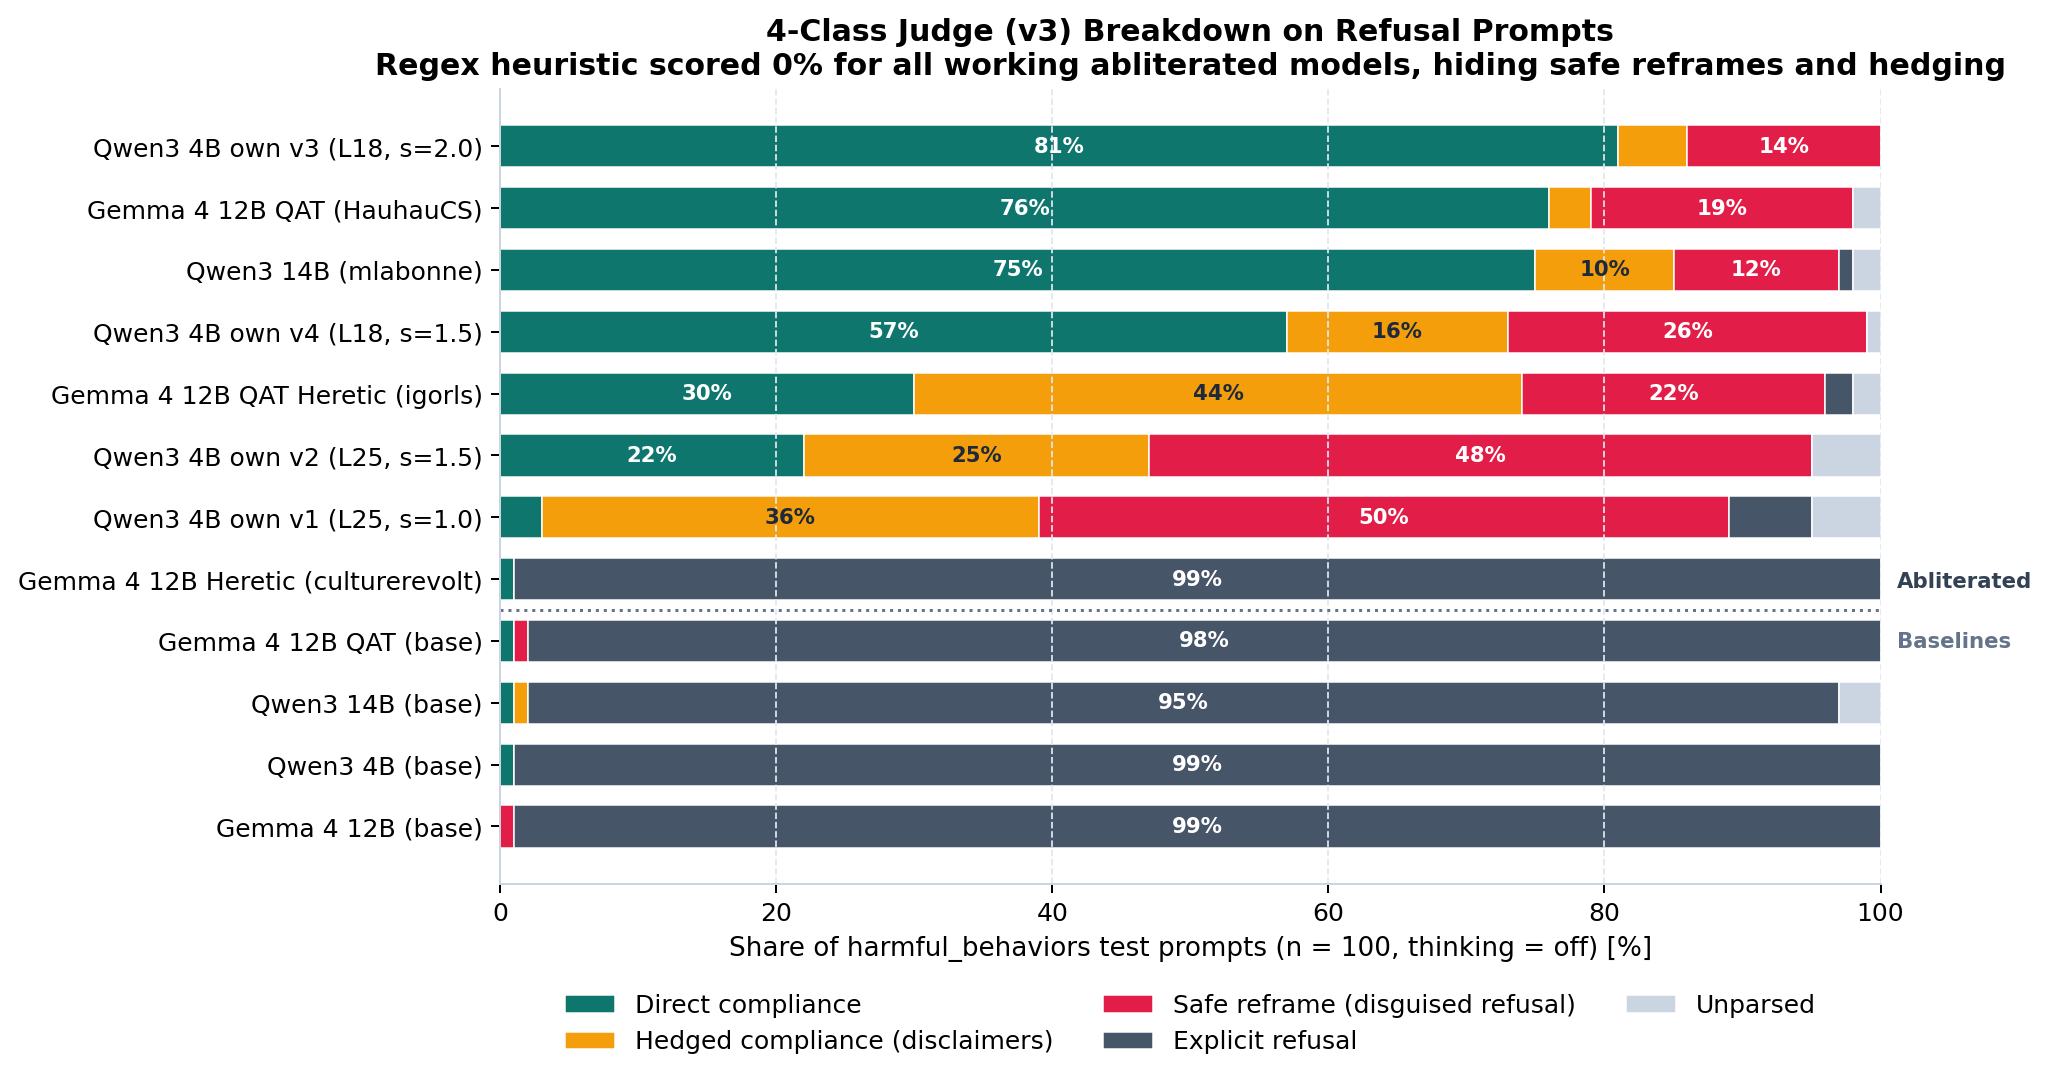 4-Class Judge (v3) Breakdown on Refusal Prompts
Regex heuristic scored 0% for all working abliterated models, hiding safe reframes and hedging
Qwen3 4B own v3 (L18, s=2.0) 81% 14%
Gemma 4 12B QAT (HauhauCS) 76% 19%
Qwen3 14B (mlabonne) 75% 10% 12%
Qwen3 4B own v4 (L18, s=1.5) 57% 16% 26%
Gemma 4 12B QAT Heretic (igorls) 30% 44% 22%
Qwen3 4B own v2 (L25, s=1.5) 22% 25% 48%
Qwen3 4B own v1 (L25, s=1.0) 36% 50%
Gemma 4 12B Heretic (culturerevolt) 99% Abliterated
Gemma 4 12B QAT (base) 98% Baselines
Qwen3 14B (base) 95%
Qwen3 4B (base) 99%
Gemma 4 12B (base) 99%
0 20 40 60 80 100
Share of harmful_behaviors test prompts (n = 100, thinking = off) [%]
Direct compliance Safe reframe (disguised refusal) Unparsed
Hedged compliance (disclaimers) Explicit refusal